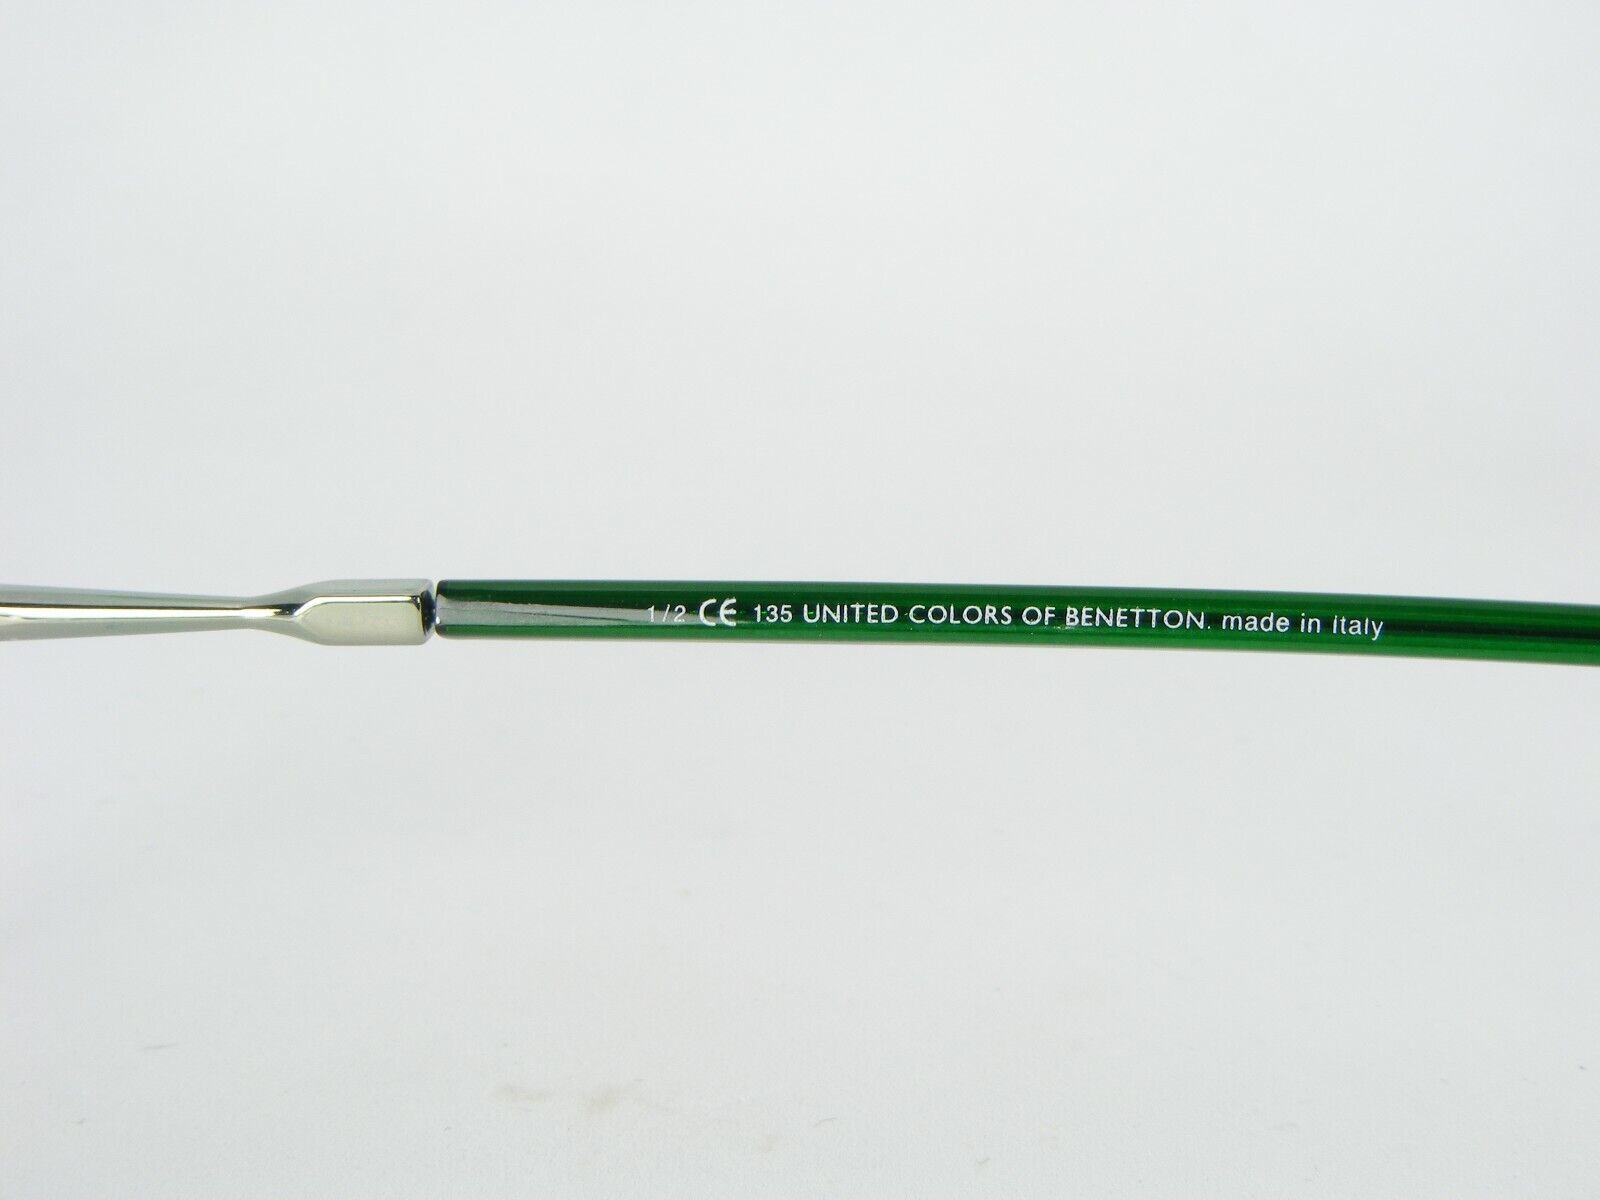 1/2 CE 135 UNITED COLORS OF BENETTON. made in Italy